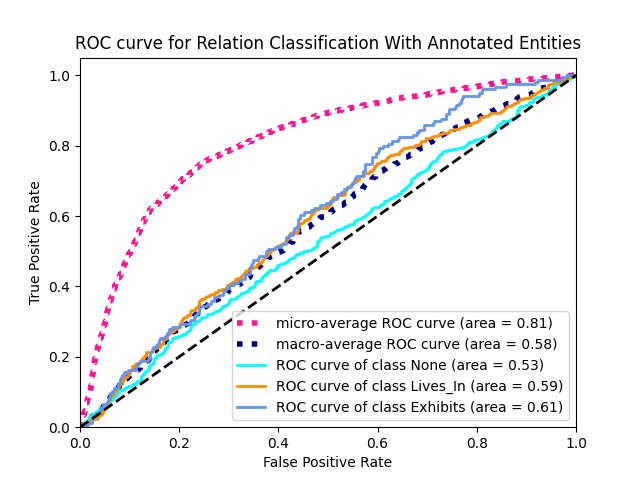 ROC curve for Relation Classification With Annotated Entities
True Positive Rate
1.0
0.8
0.6
0.4
0.2
0.0
micro-average ROC curve (area = 0.81)
macro-average ROC curve (area = 0.58)
ROC curve of class None (area = 0.53)
ROC curve of class Lives_In (area = 0.59)
ROC curve of class Exhibits (area = 0.61)
0.0 0.2 0.4 0.6 0.8 1.0
False Positive Rate